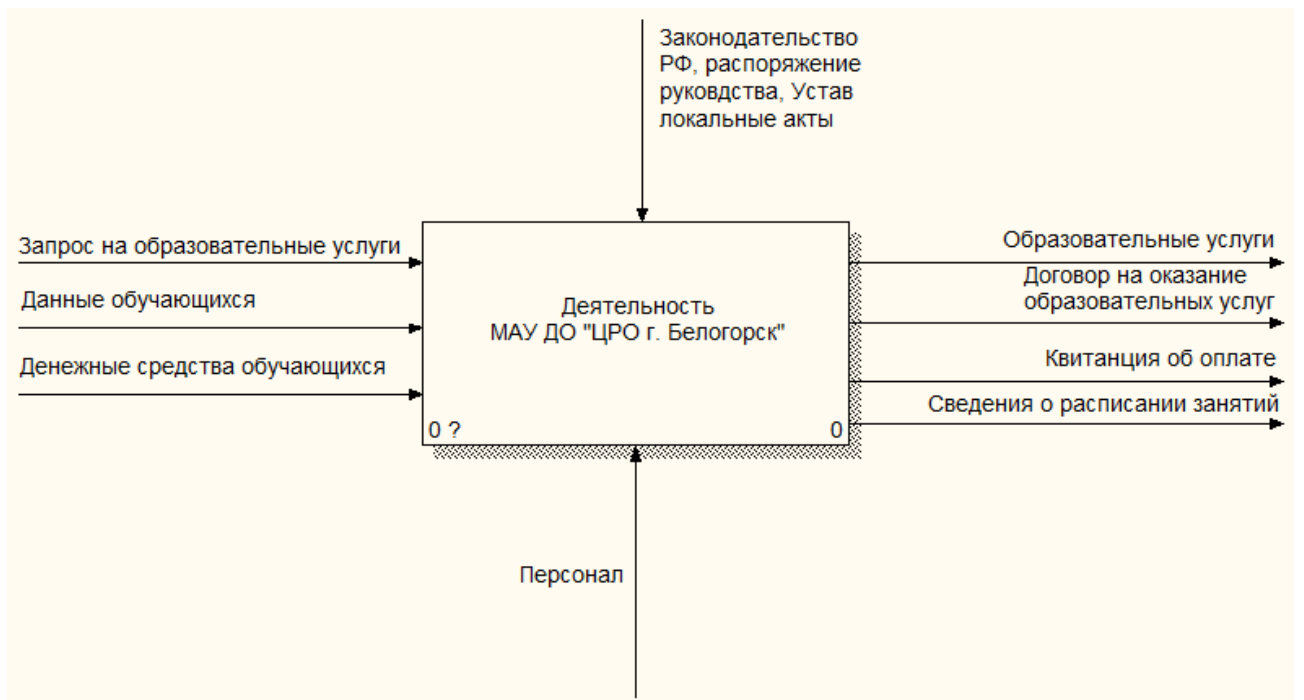 Законодательство
РФ, распоряжение
руковдства, Устав
локальные акты
Запрос на образовательные услуги
Данные обучающихся
Денежные средства обучающихся
Деятельность
МАУ ДО "ЦРО г. Белогорск"
0 ?
0
Образовательные услуги
Договор на оказание
образовательных услуг
Квитанция об оплате
Сведения о расписании занятий
Персонал